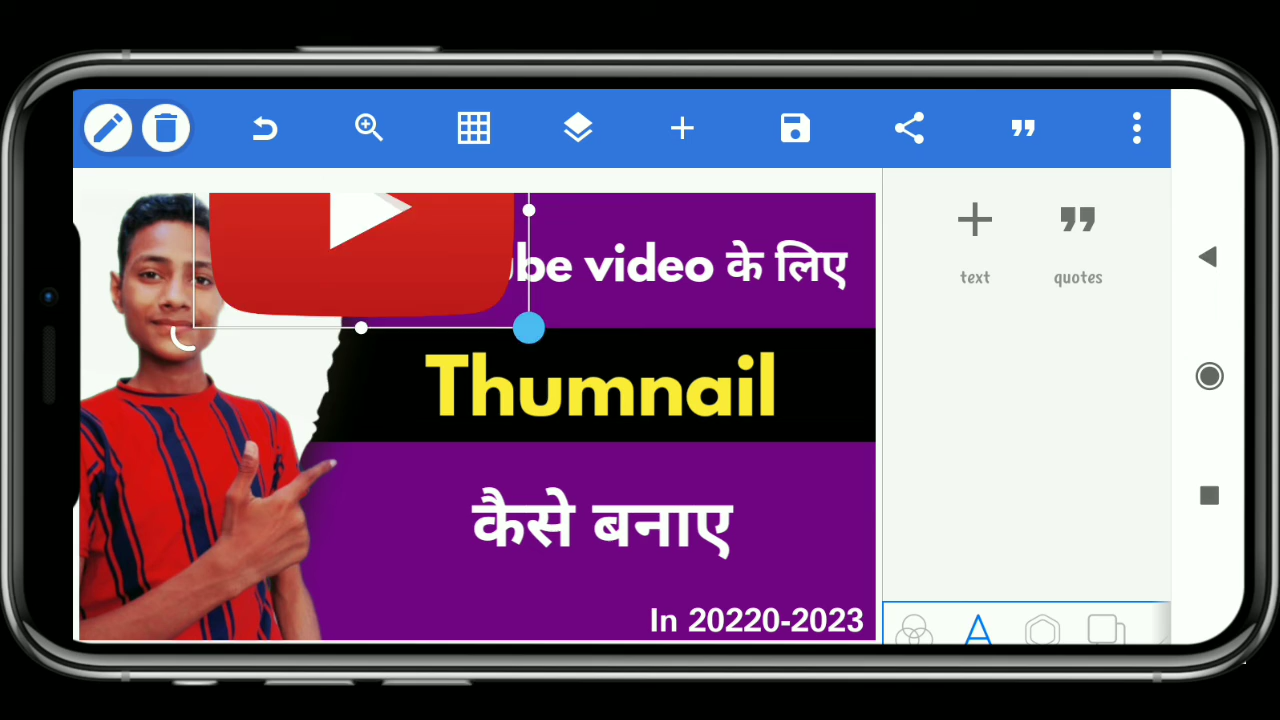 text
quotes
be video के लिए
Thumnail
कैसे बनाए
In 20220-2023